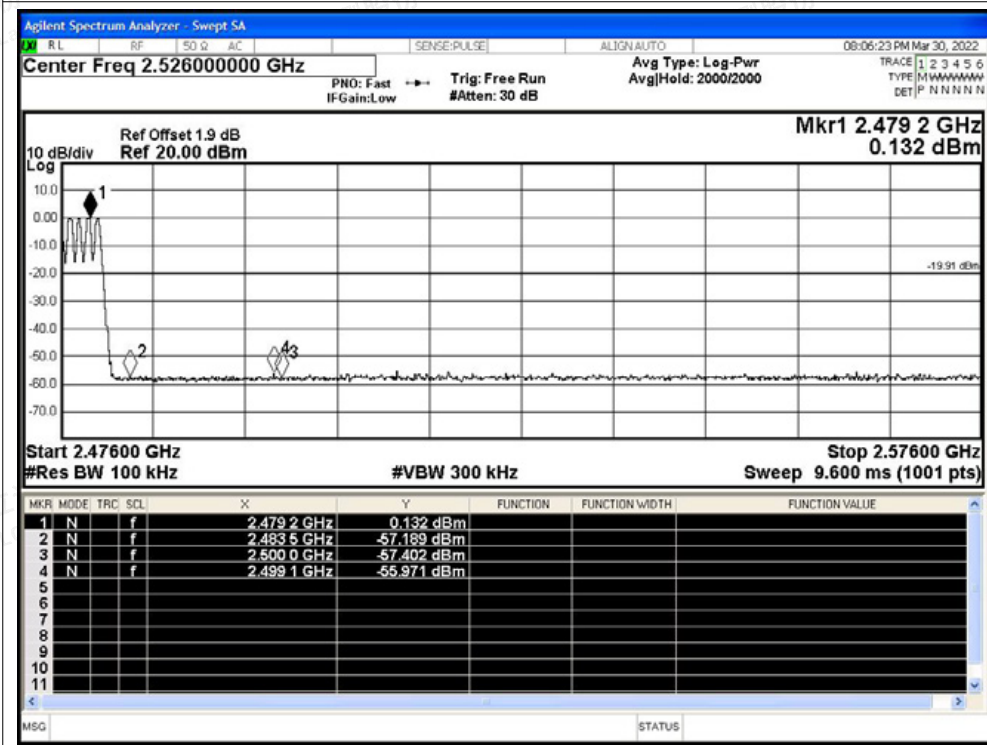 Agilent Spectrum Analyzer - Swept SA
RL RF 50 Ω AC SENSE:PULSE ALIGN AUTO 08:06:23 PM Mar 30, 2022
Center Freq 2.526000000 GHz
PNO: Fast
IFGain:Low
Trig: Free Run
#Atten: 30 dB
Avg Type: Log-Pwr
Avg|Hold: 2000/2000
TRACE 1 2 3 4 5 6
TYPE MWWWWW
DET P N N N N N
Ref Offset 1.9 dB
10 dB/div Ref 20.00 dBm
Log
Mkr1 2.479 2 GHz
0.132 dBm
10.0
0.00
-10.0
-20.0
-30.0
-40.0
-50.0
-60.0
-70.0
1
2
4
3
-19.91 dBm
Start 2.47600 GHz Stop 2.57600 GHz
#Res BW 100 kHz #VBW 300 kHz Sweep 9.600 ms (1001 pts)
MKR MODE TRC SCL X Y FUNCTION FUNCTION WIDTH FUNCTION VALUE
1 N f 2.479 2 GHz 0.132 dBm
2 N f 2.483 5 GHz -57.189 dBm
3 N f 2.500 0 GHz -57.402 dBm
4 N f 2.499 1 GHz -55.971 dBm
5
6
7
8
9
10
11
MSG STATUS